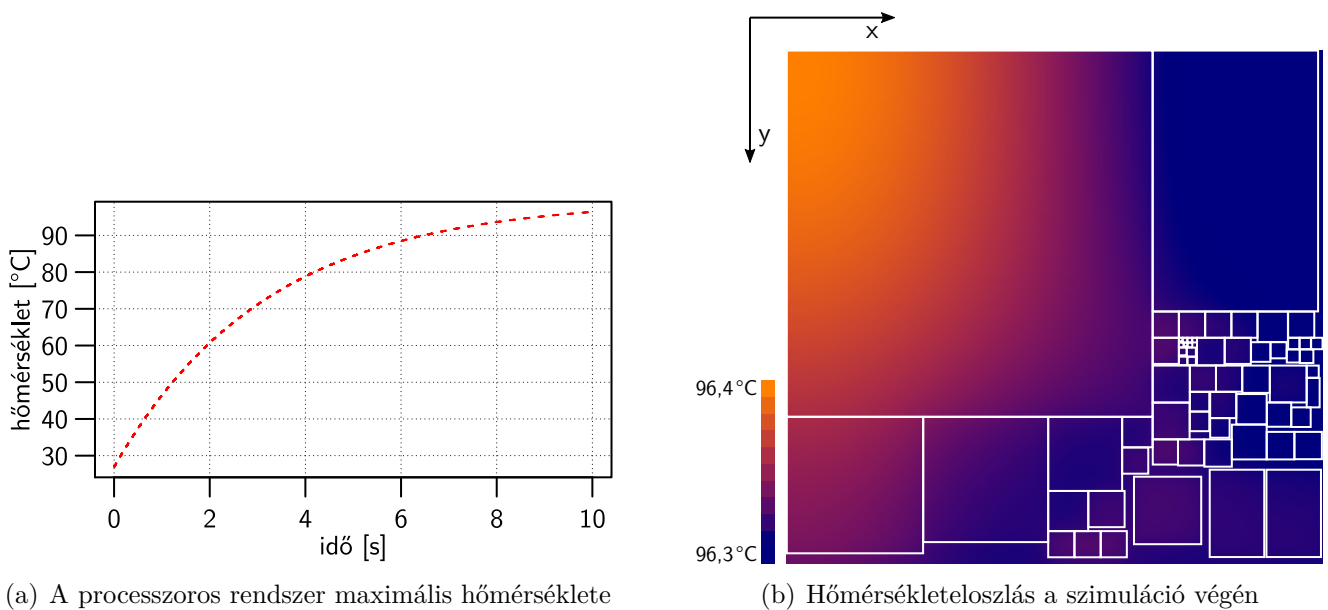 hőmérséklet [°C]
90
80
70
60
50
40
30
0 2 4 6 8 10
idő [s]
(a) A processzoros rendszer maximális hőmérséklete
x
y
96,4°C
96,3°C
(b) Hőmérsékleteloszlás a szimuláció végén